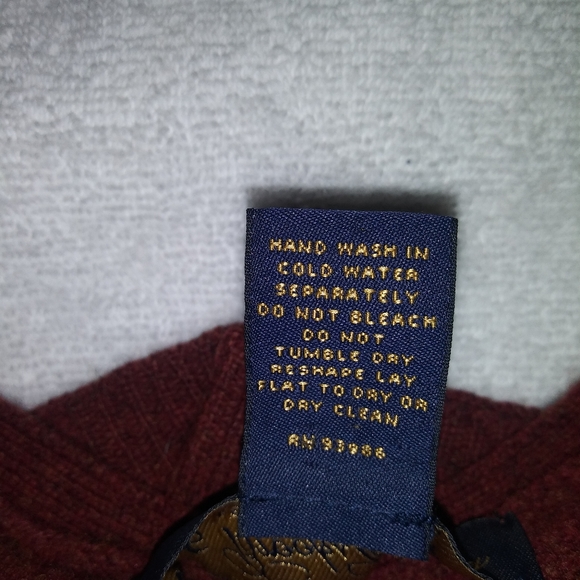 HAND WASH IN
COLD WATER
SEPARATELY
DO NOT BLEACH
DO NOT
TUMBLE DRY
RESHAPE LAY
FLAT TO DRY OR
DRY CLEAN
RN 93986